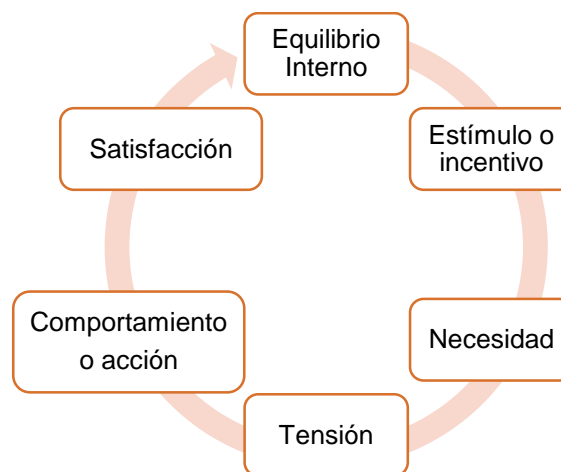 Equilibrio
Interno
Estímulo o
incentivo
Necesidad
Tensión
Comportamiento
o acción
Satisfacción